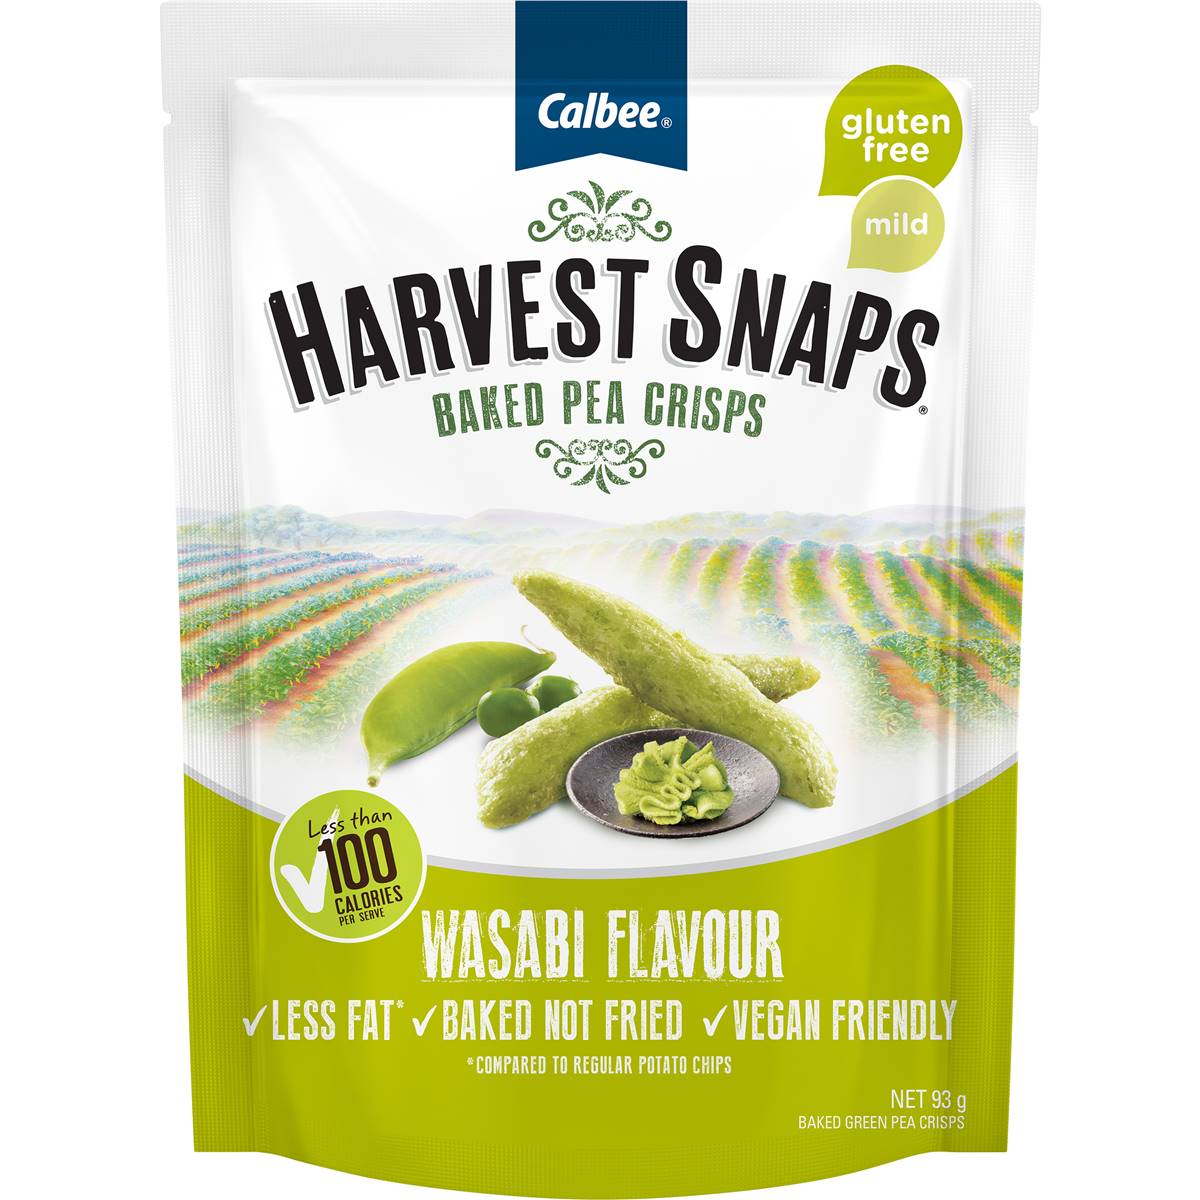 Calbee®
gluten
free
mild
HARVEST SNAPS®
BAKED PEA CRISPS
Less than
100
CALORIES
PER SERVE
WASABI FLAVOUR
✓LESS FAT* ✓BAKED NOT FRIED ✓VEGAN FRIENDLY
*COMPARED TO REGULAR POTATO CHIPS
NET 93 g
BAKED GREEN PEA CRISPS